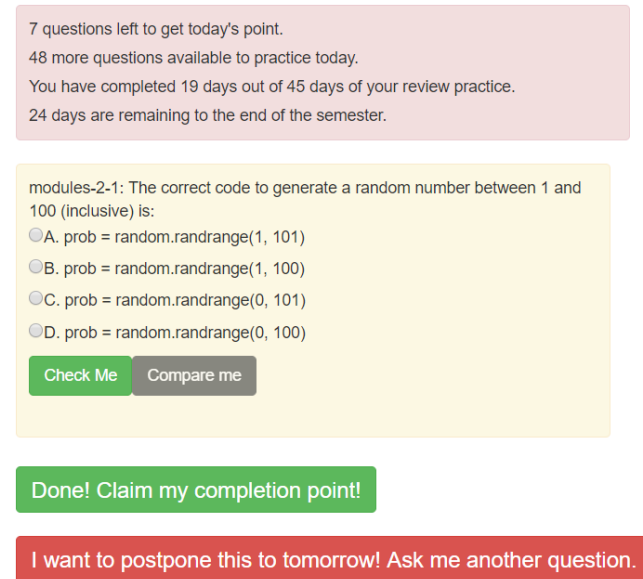 7 questions left to get today's point.
48 more questions available to practice today.
You have completed 19 days out of 45 days of your review practice.
24 days are remaining to the end of the semester.
modules-2-1: The correct code to generate a random number between 1 and
100 (inclusive) is:
A. prob = random.randrange(1, 101)
B. prob = random.randrange(1, 100)
C. prob = random.randrange(0, 101)
D. prob = random.randrange(0, 100)
Check Me Compare me
Done! Claim my completion point!
I want to postpone this to tomorrow! Ask me another question.